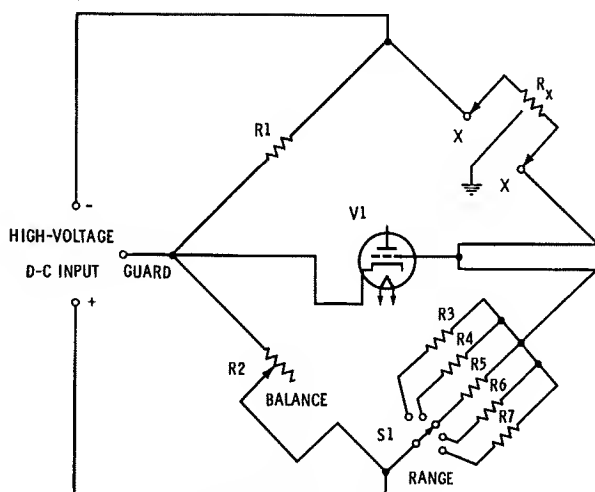 R1
Rx
X
X
V1
-
HIGH-VOLTAGE
D-C INPUT
GUARD
+
R2
BALANCE
R3
R4
R5
R6
R7
S1
RANGE